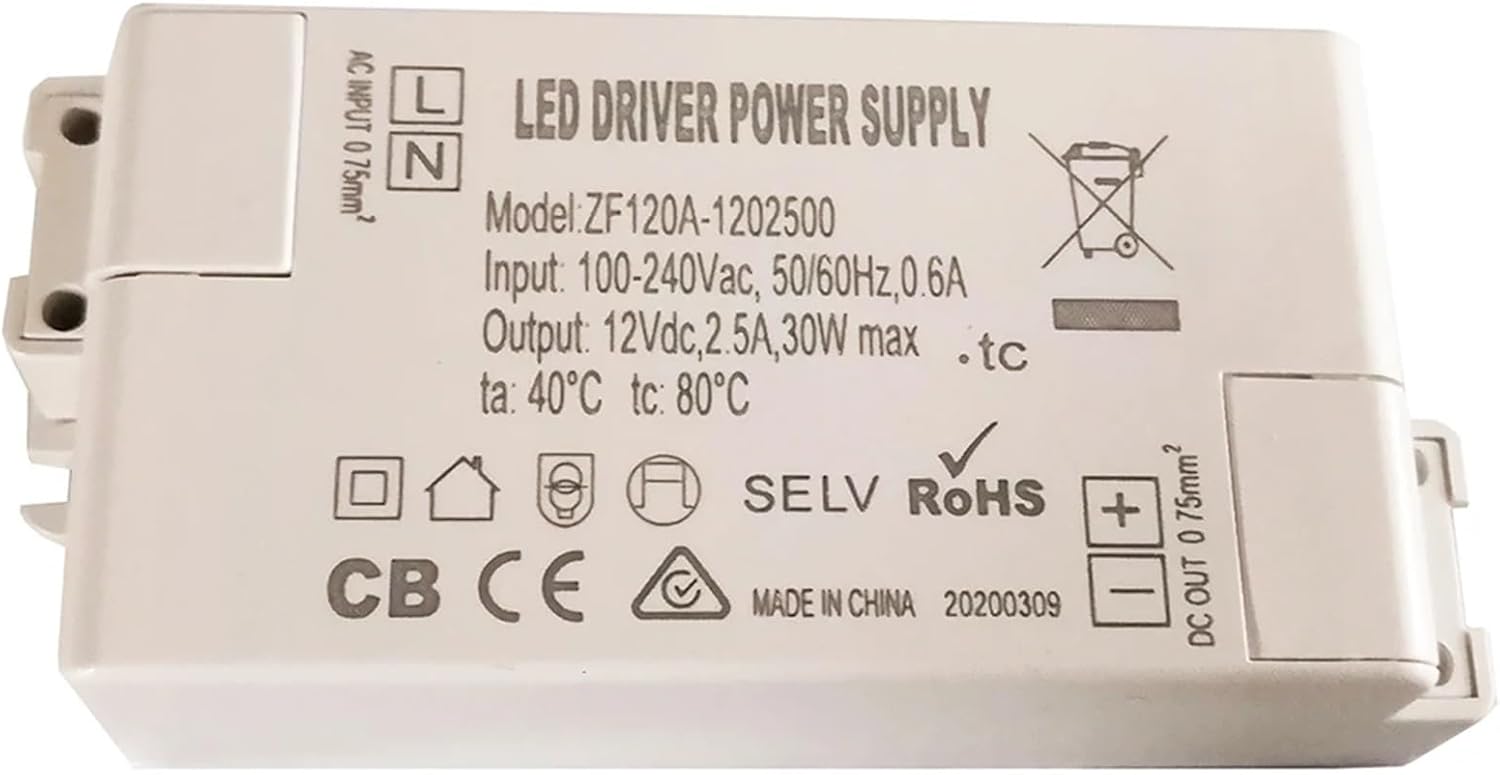 LED DRIVER POWER SUPPLY
AC INPUT 0 75mm²
L
N
Model:ZF120A-1202500
Input: 100-240Vac, 50/60Hz,0.6A
Output: 12Vdc,2.5A,30W max
.tc
ta: 40°C tc: 80°C
SELV RoHS
CB CE MADE IN CHINA 20200309
+
−
DC OUT 0 75mm²